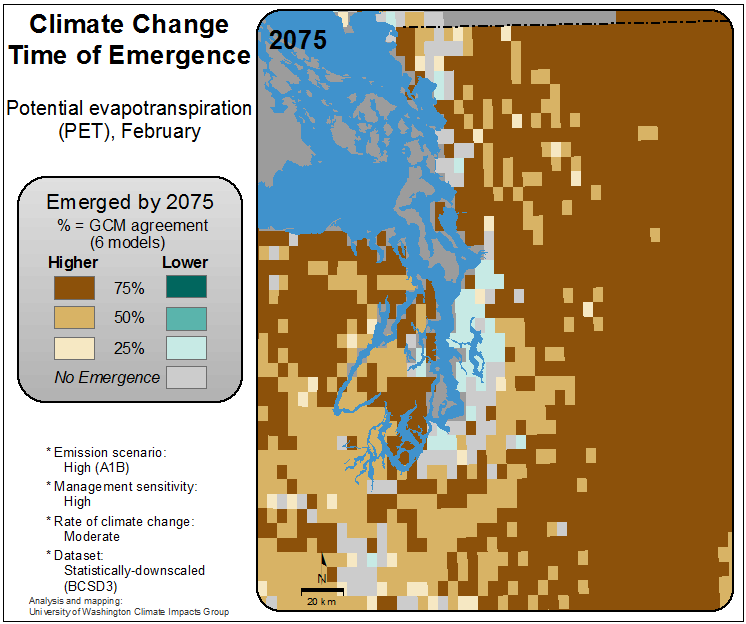 Climate Change
Time of Emergence
Potential evapotranspiration
(PET), February
Emerged by 2075
% = GCM agreement
(6 models)
Higher Lower
75%
50%
25%
No Emergence
* Emission scenario:
High (A1B)
* Management sensitivity:
High
* Rate of climate change:
Moderate
* Dataset:
Statistically-downscaled
(BCSD3)
Analysis and mapping:
University of Washington Climate Impacts Group
2075
N
20 km